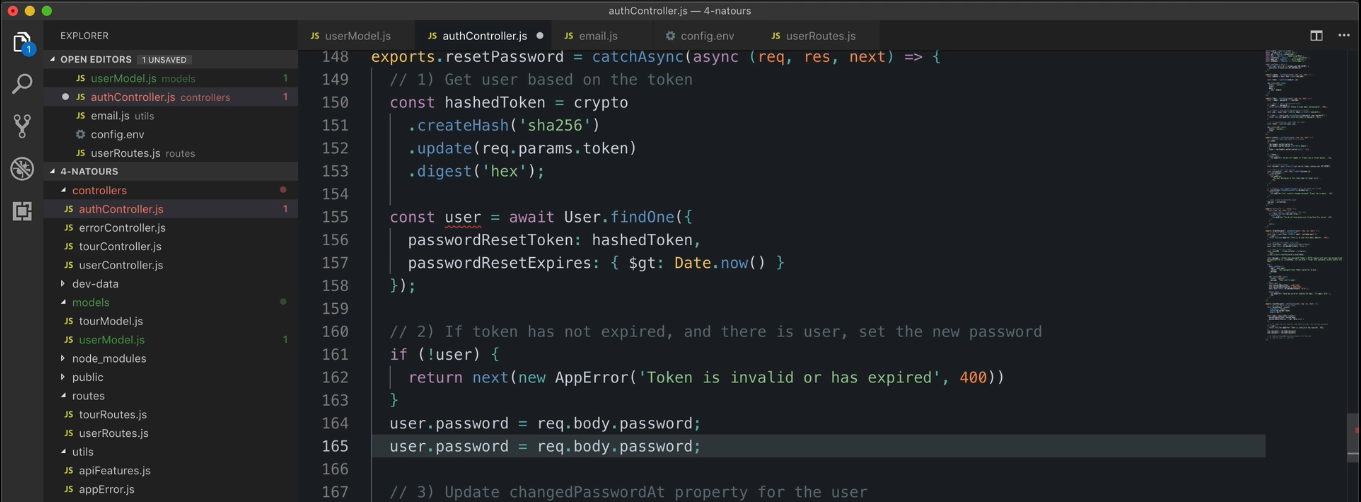 authController.js — 4-natours
EXPLORER
OPEN EDITORS 1 UNSAVED
JS userModel.js models 1
JS authController.js controllers 1
JS email.js utils
config.env
JS userRoutes.js routes
4-NATOURS
controllers
JS authController.js 1
JS errorController.js
JS tourController.js
JS userController.js
dev-data
models
JS tourModel.js
JS userModel.js 1
node_modules
public
routes
JS tourRoutes.js
JS userRoutes.js
utils
JS apiFeatures.js
JS appError.js
1
JS userModel.js JS authController.js JS email.js config.env JS userRoutes.js
148 exports.resetPassword = catchAsync(async (req, res, next) => {
149 // 1) Get user based on the token
150 const hashedToken = crypto
151 .createHash('sha256')
152 .update(req.params.token)
153 .digest('hex');
154
155 const user = await User.findOne({
156 passwordResetToken: hashedToken,
157 passwordResetExpires: { $gt: Date.now() }
158 });
159
160 // 2) If token has not expired, and there is user, set the new password
161 if (!user) {
162 return next(new AppError('Token is invalid or has expired', 400))
163 }
164 user.password = req.body.password;
165 user.password = req.body.password;
166
167 // 3) Update changedPasswordAt property for the user